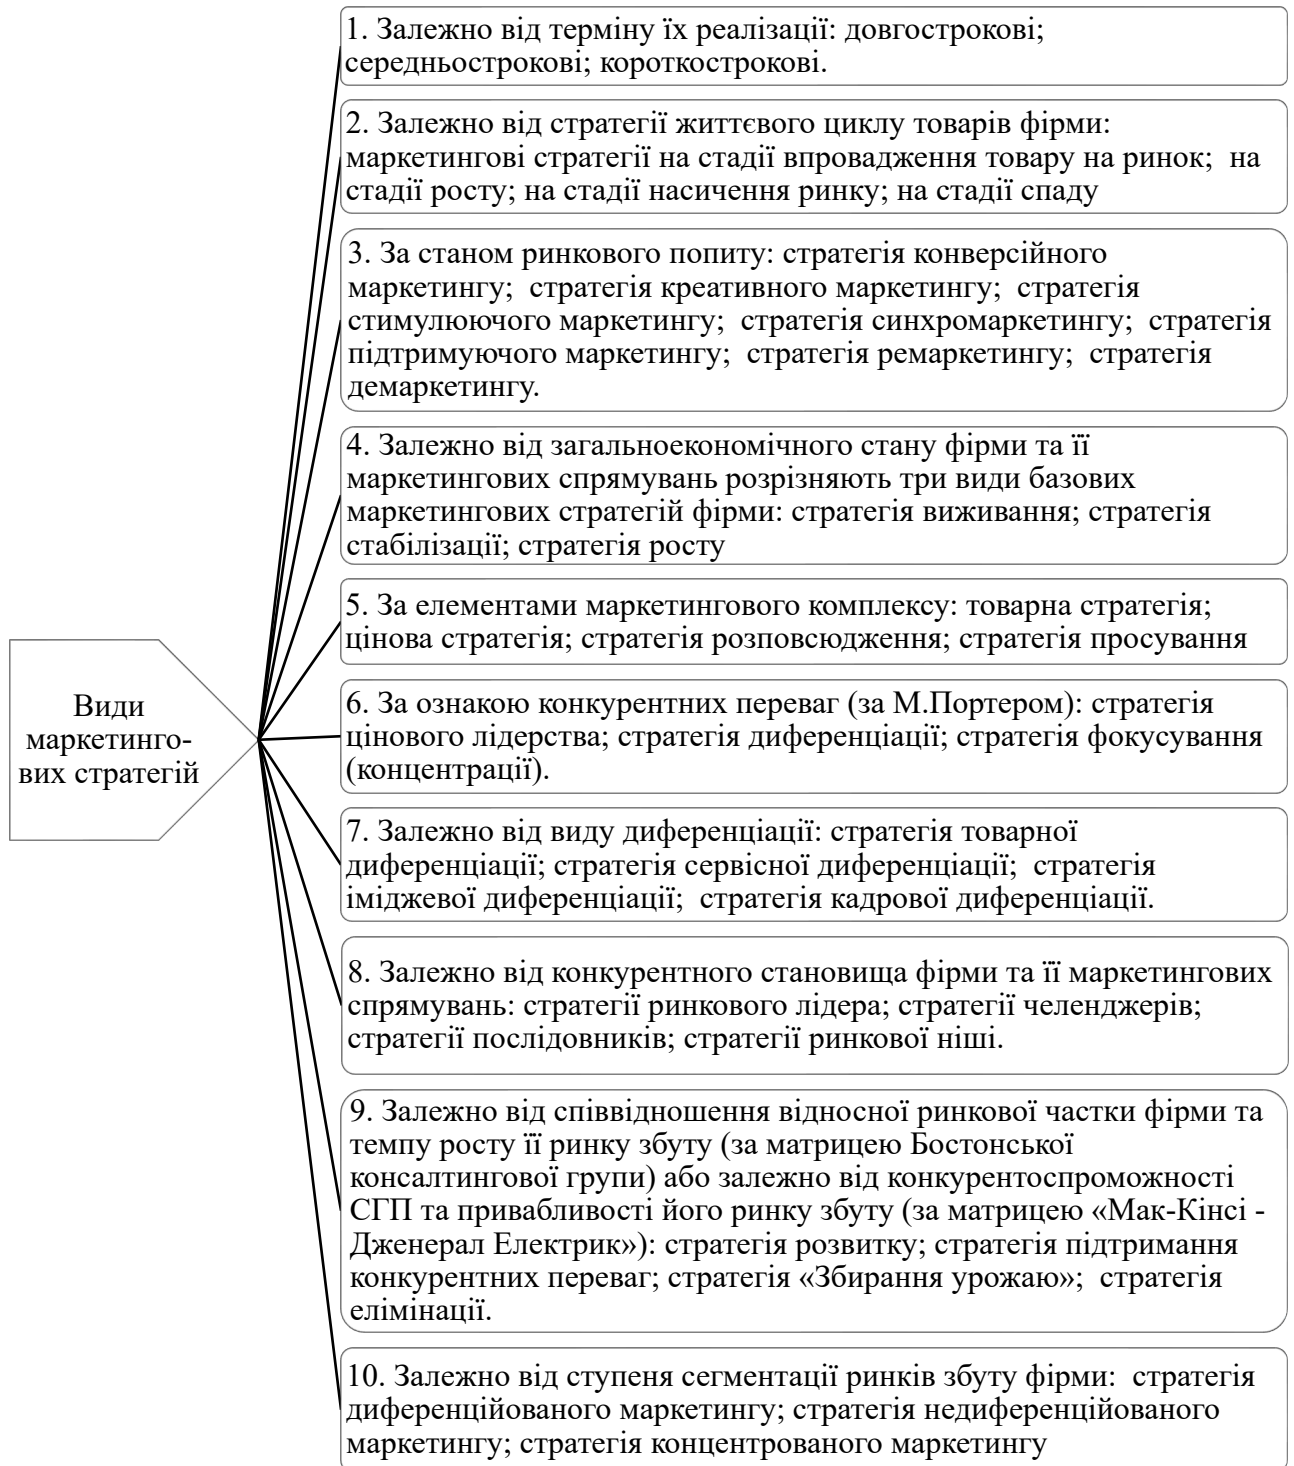 Види
маркетинго-
вих стратегій
1. Залежно від терміну їх реалізації: довгострокові;
середньострокові; короткострокові.
2. Залежно від стратегії життєвого циклу товарів фірми:
маркетингові стратегії на стадії впровадження товару на ринок; на
стадії росту; на стадії насичення ринку; на стадії спаду
3. За станом ринкового попиту: стратегія конверсійного
маркетингу; стратегія креативного маркетингу; стратегія
стимулюючого маркетингу; стратегія синхромаркетингу; стратегія
підтримуючого маркетингу; стратегія ремаркетингу; стратегія
демаркетингу.
4. Залежно від загальноекономічного стану фірми та її
маркетингових спрямувань розрізняють три види базових
маркетингових стратегій фірми: стратегія виживання; стратегія
стабілізації; стратегія росту
5. За елементами маркетингового комплексу: товарна стратегія;
цінова стратегія; стратегія розповсюдження; стратегія просування
6. За ознакою конкурентних переваг (за М.Портером): стратегія
цінового лідерства; стратегія диференціації; стратегія фокусування
(концентрації).
7. Залежно від виду диференціації: стратегія товарної
диференціації; стратегія сервісної диференціації; стратегія
іміджевої диференціації; стратегія кадрової диференціації.
8. Залежно від конкурентного становища фірми та її маркетингових
спрямувань: стратегії ринкового лідера; стратегії челенджерів;
стратегії послідовників; стратегії ринкової ніші.
9. Залежно від співвідношення відносної ринкової частки фірми та
темпу росту її ринку збуту (за матрицею Бостонської
консалтингової групи) або залежно від конкурентоспроможності
СГП та привабливості його ринку збуту (за матрицею «Мак-Кінсі -
Дженерал Електрик»): стратегія розвитку; стратегія підтримання
конкурентних переваг; стратегія «Збирання урожаю»; стратегія
елімінації.
10. Залежно від ступеня сегментації ринків збуту фірми: стратегія
диференційованого маркетингу; стратегія недиференційованого
маркетингу; стратегія концентрованого маркетингу